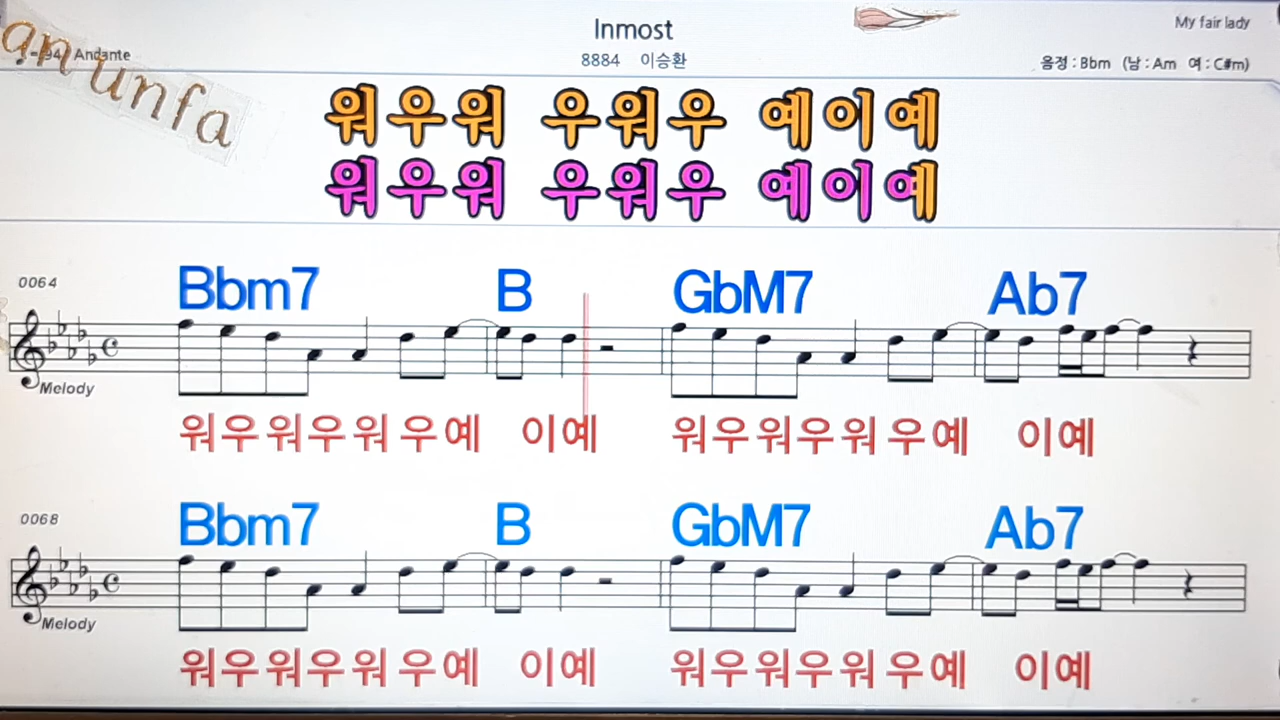 Inmost
My fair lady
an unfa
♩=94 Andante
8884 이승환
음정 : Bbm (남 : Am 여 : C#m)
워우워 우워우 예이예
워우워 우워우 예이예
0064
Bbm7 B GbM7 Ab7
Melody
워우워우워 우예 이예 워우워우워 우예 이예
0068
Bbm7 B GbM7 Ab7
Melody
워우워우워 우예 이예 워우워우워 우예 이예